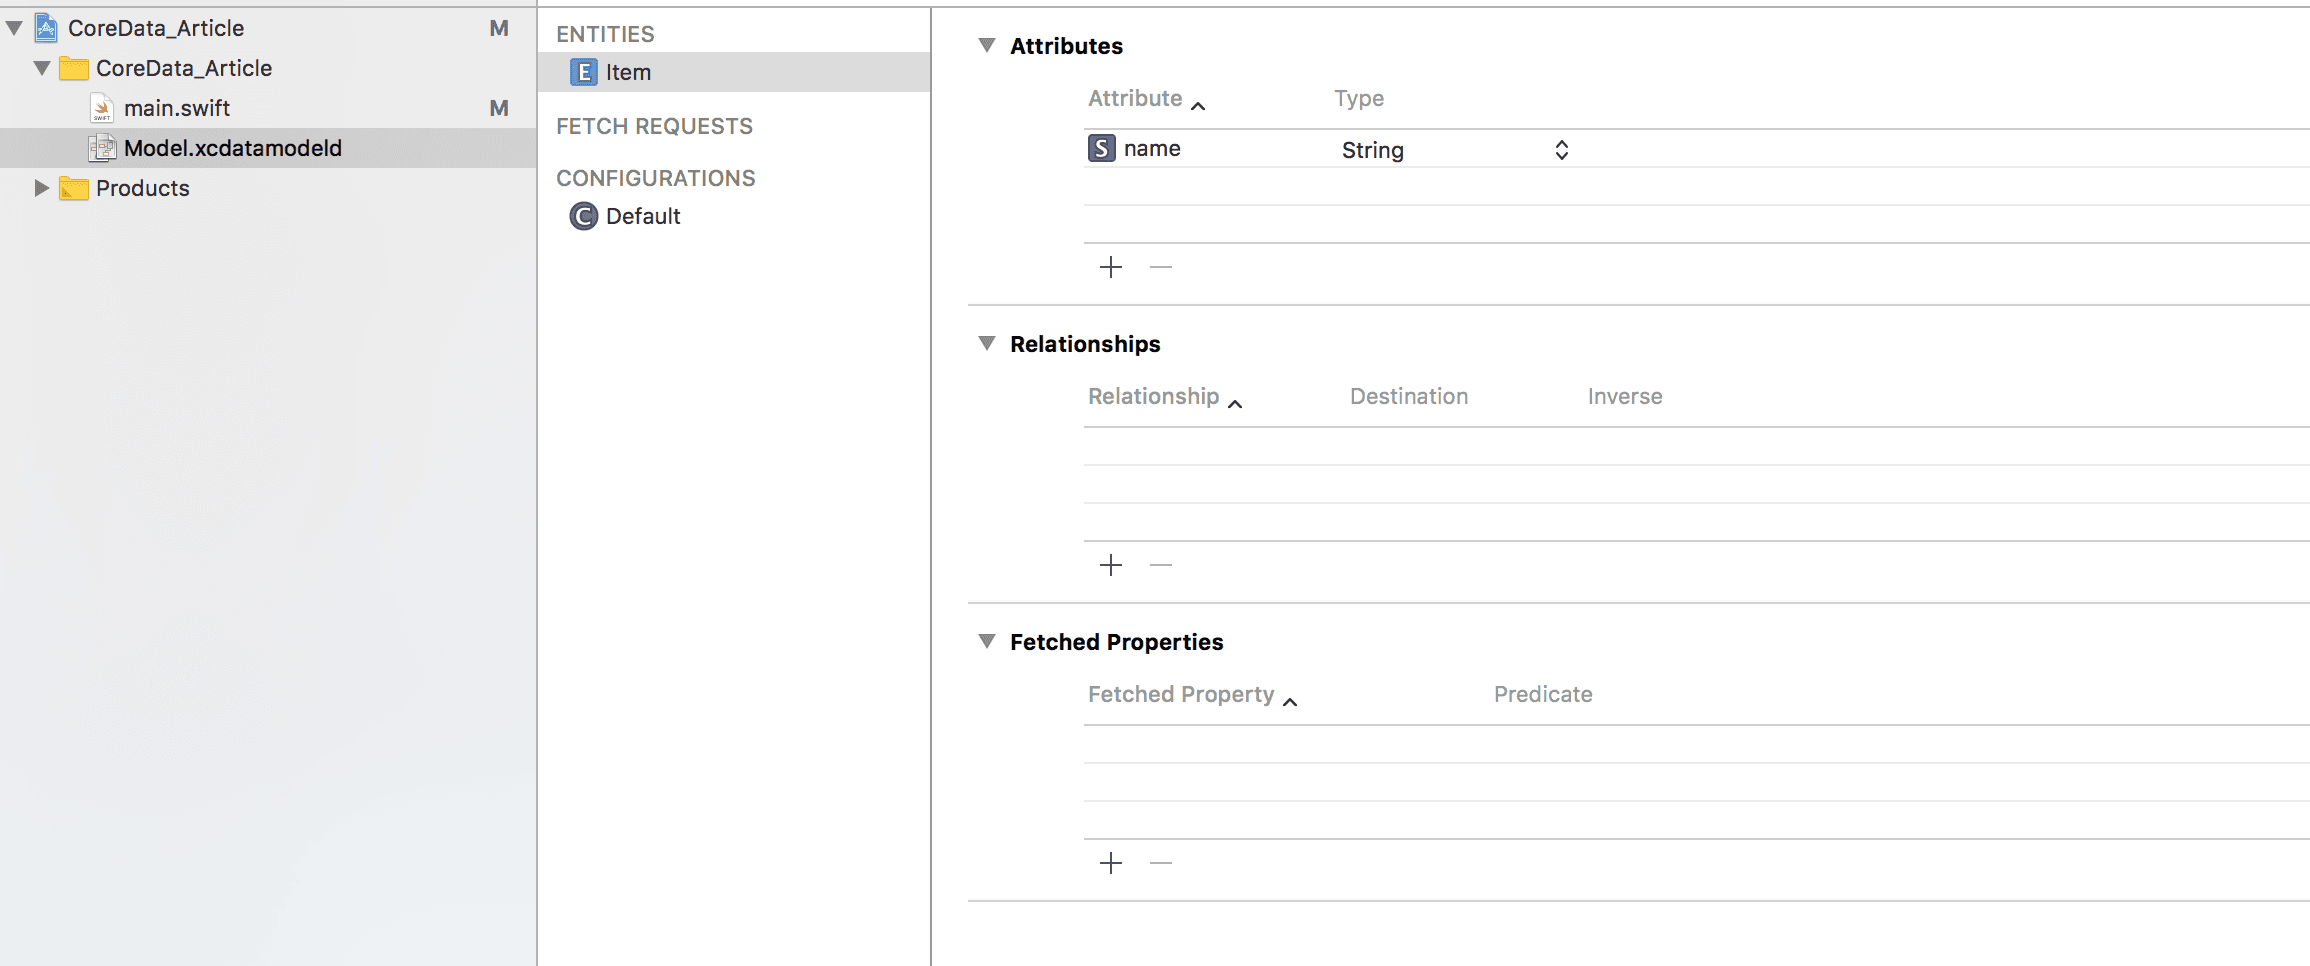 CoreData_Article M
CoreData_Article
main.swift M
Model.xcdatamodeld
Products
ENTITIES
E Item
FETCH REQUESTS
CONFIGURATIONS
C Default
Attributes
Attribute Type
S name String
Relationships
Relationship Destination Inverse
Fetched Properties
Fetched Property Predicate